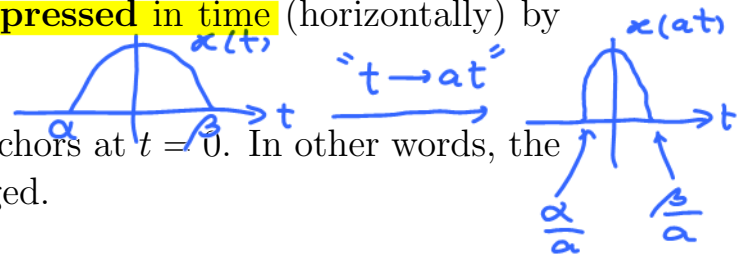 pressed in time (horizontally) by
x(t)
"t → at"
x(at)
α
β
t
t
chors at t = 0. In other words, the
ged.
α/a
β/a